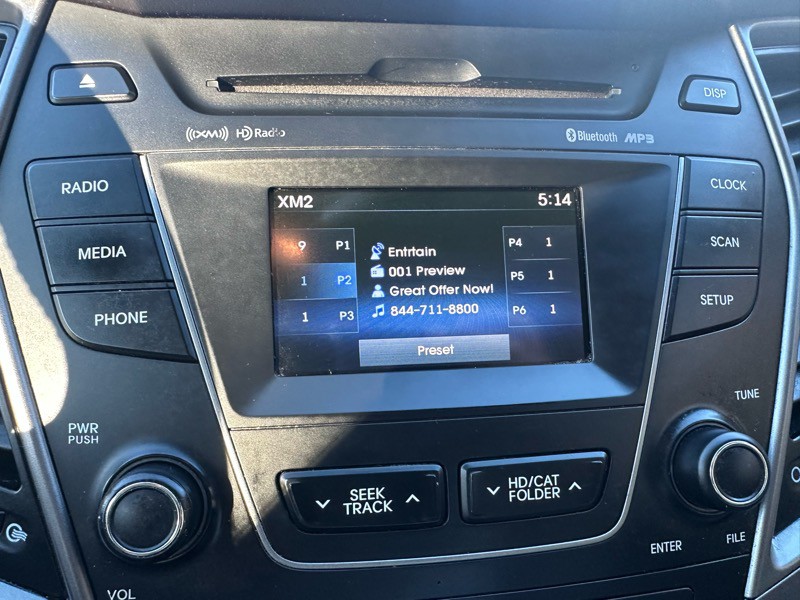 DISP
((XM)) HD Radio
Bluetooth MP3
RADIO
MEDIA
PHONE
CLOCK
SCAN
SETUP
XM2 5:14
9 P1
1 P2
1 P3
Entrtain
001 Preview
Great Offer Now!
844-711-8800
P4 1
P5 1
P6 1
Preset
PWR
PUSH
VOL
SEEK
TRACK
HD/CAT
FOLDER
TUNE
ENTER
FILE